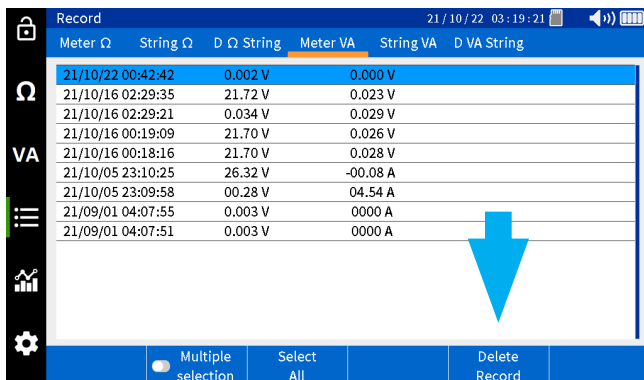 Record 21/10/22 03:19:21
Meter Ω String Ω D Ω String Meter VA String VA D VA String
21/10/22 00:42:42 0.002 V 0.000 V
21/10/16 02:29:35 21.72 V 0.023 V
21/10/16 02:29:21 0.034 V 0.029 V
21/10/16 00:19:09 21.70 V 0.026 V
21/10/16 00:18:16 21.70 V 0.028 V
21/10/05 23:10:25 26.32 V -00.08 A
21/10/05 23:09:58 00.28 V 04.54 A
21/09/01 04:07:55 0.003 V 0000 A
21/09/01 04:07:51 0.003 V 0000 A
Ω
VA
Multiple selection
Select All
Delete Record